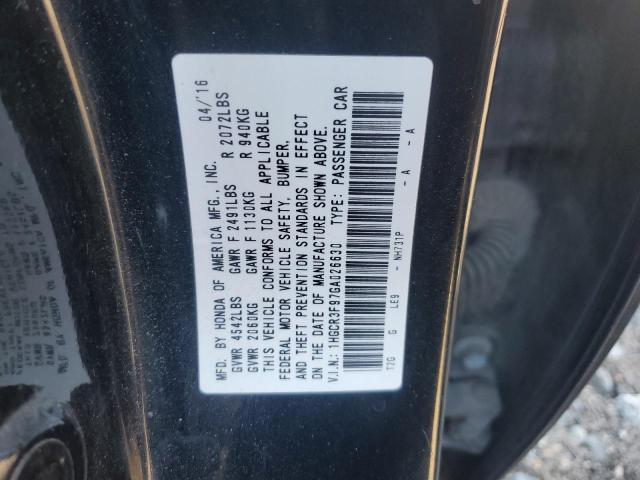 MFD. BY HONDA OF AMERICA MFG., INC. 04/'16
GVWR 4542LBS GAWR F 2491LBS R 2072LBS
GVWR 2060KG GAWR F 1130KG R 940KG
THIS VEHICLE CONFORMS TO ALL APPLICABLE
FEDERAL MOTOR VEHICLE SAFETY, BUMPER,
AND THEFT PREVENTION STANDARDS IN EFFECT
ON THE DATE OF MANUFACTURE SHOWN ABOVE.
V.I.N.: 1HGCR3F97GA026630 TYPE: PASSENGER CAR
T2G G LE9 - NH731P - A - A